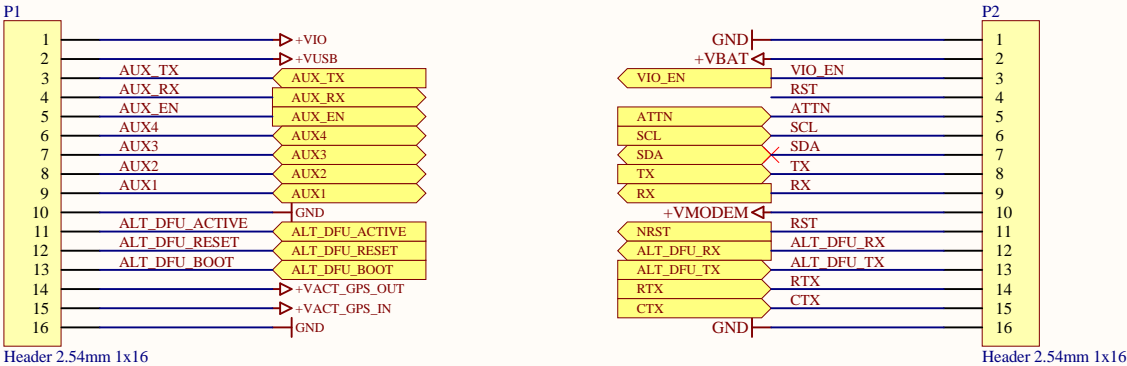 P1
1 +VIO
2 +VUSB
3 AUX_TX AUX_TX
4 AUX_RX AUX_RX
5 AUX_EN AUX_EN
6 AUX4 AUX4
7 AUX3 AUX3
8 AUX2 AUX2
9 AUX1 AUX1
10 GND
11 ALT_DFU_ACTIVE ALT_DFU_ACTIVE
12 ALT_DFU_RESET ALT_DFU_RESET
13 ALT_DFU_BOOT ALT_DFU_BOOT
14 +VACT_GPS_OUT
15 +VACT_GPS_IN
16 GND
Header 2.54mm 1x16
P2
GND 1
+VBAT 2
VIO_EN VIO_EN 3
RST 4
ATTN ATTN 5
SCL SCL 6
SDA SDA 7
TX TX 8
RX RX 9
+VMODEM 10
NRST RST 11
ALT_DFU_RX ALT_DFU_RX 12
ALT_DFU_TX ALT_DFU_TX 13
RTX RTX 14
CTX CTX 15
GND 16
Header 2.54mm 1x16